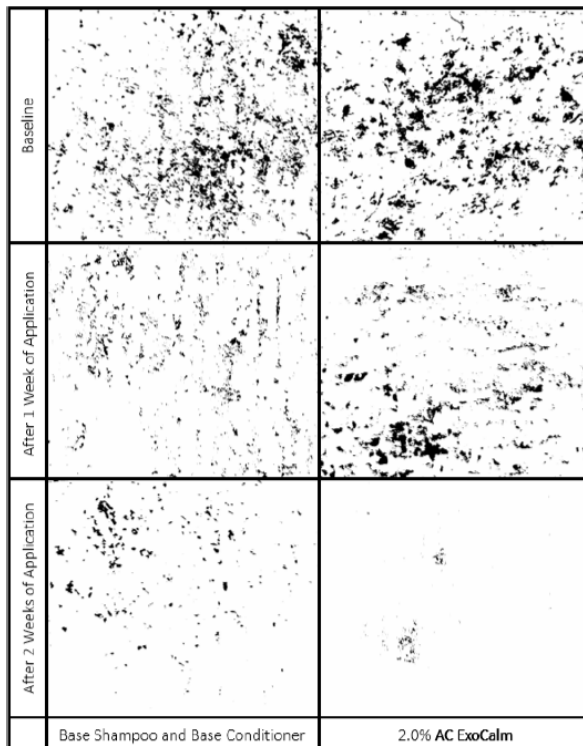 Baseline
After 1 Week of Application
After 2 Weeks of Application
Base Shampoo and Base Conditioner
2.0% AC ExoCalm